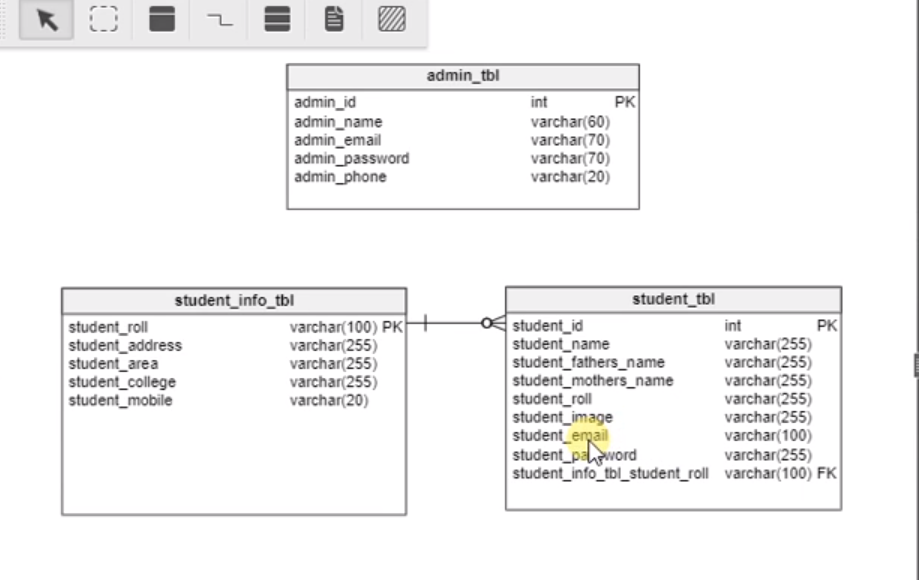 admin_tbl
admin_id int PK
admin_name varchar(60)
admin_email varchar(70)
admin_password varchar(70)
admin_phone varchar(20)
student_info_tbl
student_roll varchar(100) PK
student_address varchar(255)
student_area varchar(255)
student_college varchar(255)
student_mobile varchar(20)
student_tbl
student_id int PK
student_name varchar(255)
student_fathers_name varchar(255)
student_mothers_name varchar(255)
student_roll varchar(255)
student_image varchar(255)
student_email varchar(100)
student_password varchar(255)
student_info_tbl_student_roll varchar(100) FK